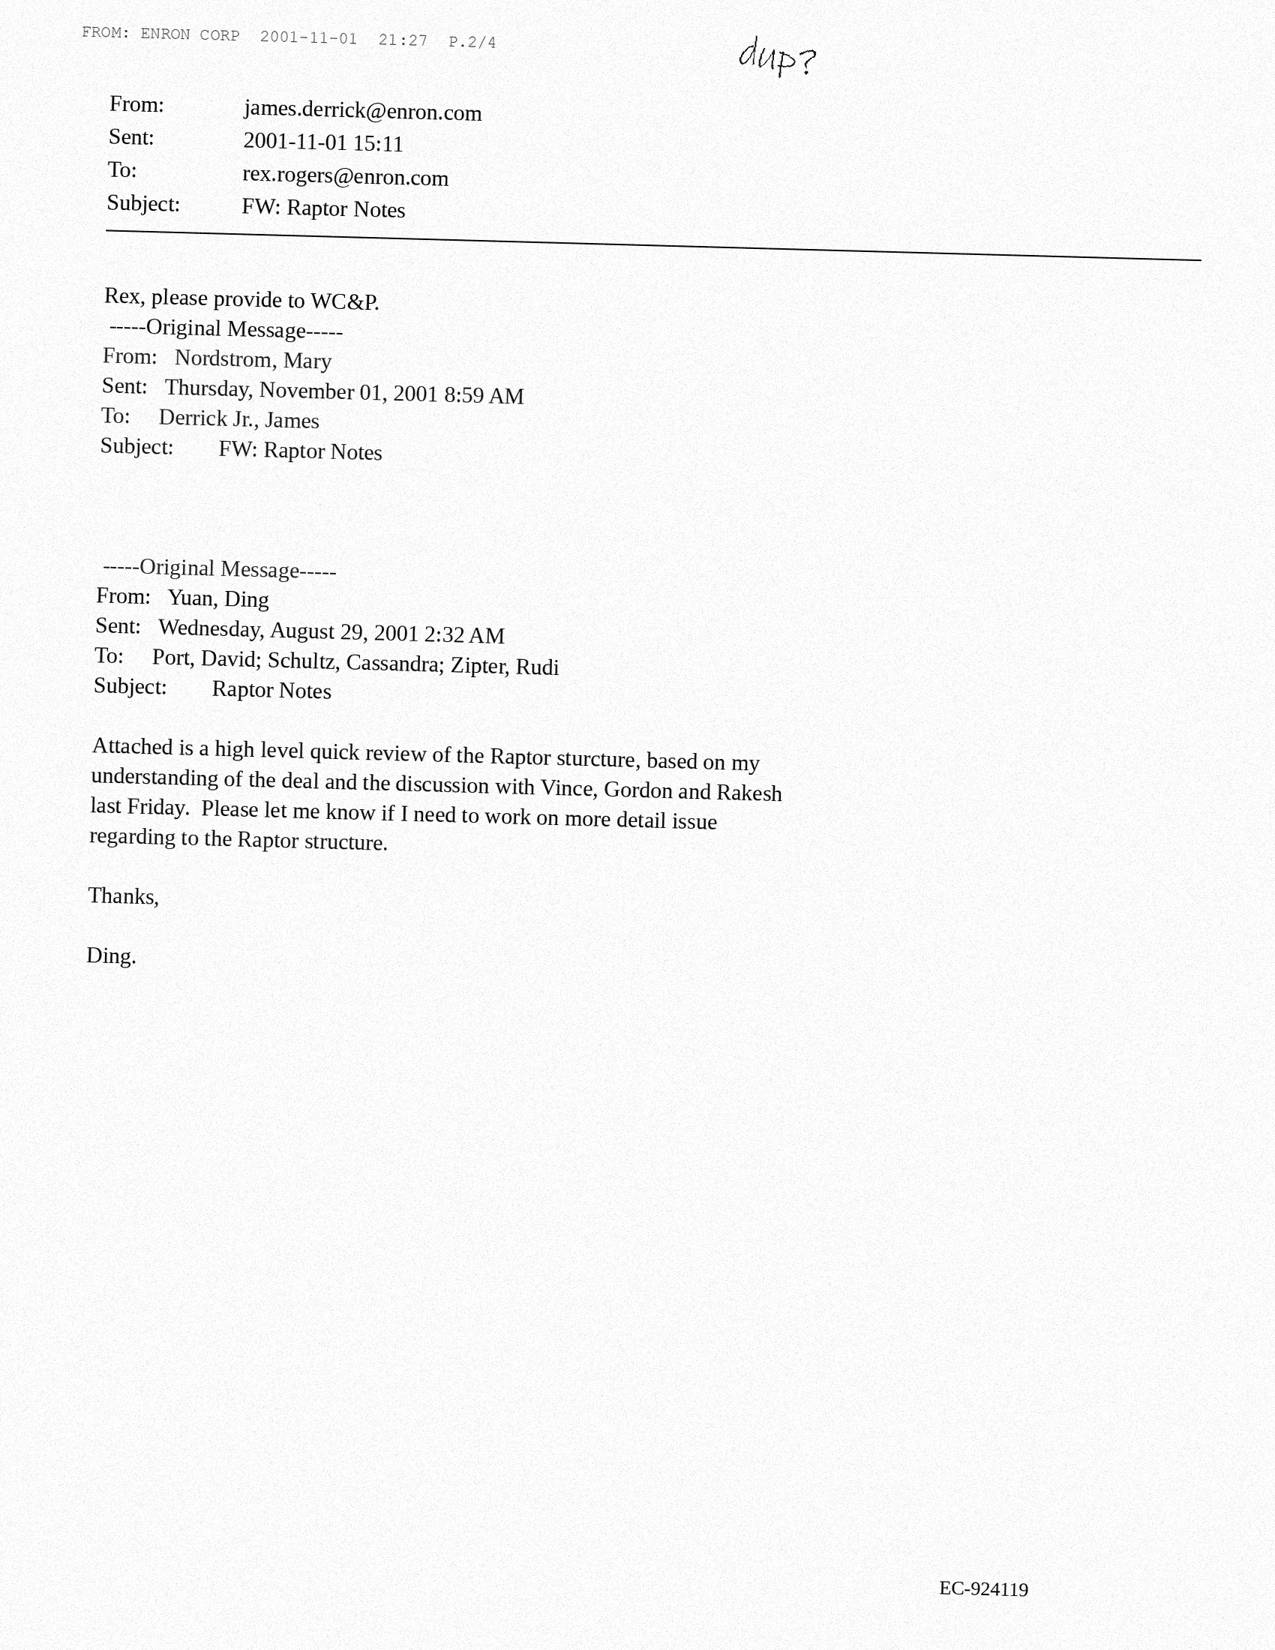 FROM: ENRON CORP  2001-11-01  21:27  P.2/4
dup?
From: james.derrick@enron.com
Sent: 2001-11-01 15:11
To: rex.rogers@enron.com
Subject: FW: Raptor Notes
Rex, please provide to WC&P.
-----Original Message-----
From: Nordstrom, Mary
Sent: Thursday, November 01, 2001 8:59 AM
To: Derrick Jr., James
Subject: FW: Raptor Notes
-----Original Message-----
From: Yuan, Ding
Sent: Wednesday, August 29, 2001 2:32 AM
To: Port, David; Schultz, Cassandra; Zipter, Rudi
Subject: Raptor Notes
Attached is a high level quick review of the Raptor sturcture, based on my
understanding of the deal and the discussion with Vince, Gordon and Rakesh
last Friday.  Please let me know if I need to work on more detail issue
regarding to the Raptor structure.
Thanks,
Ding.
EC-924119